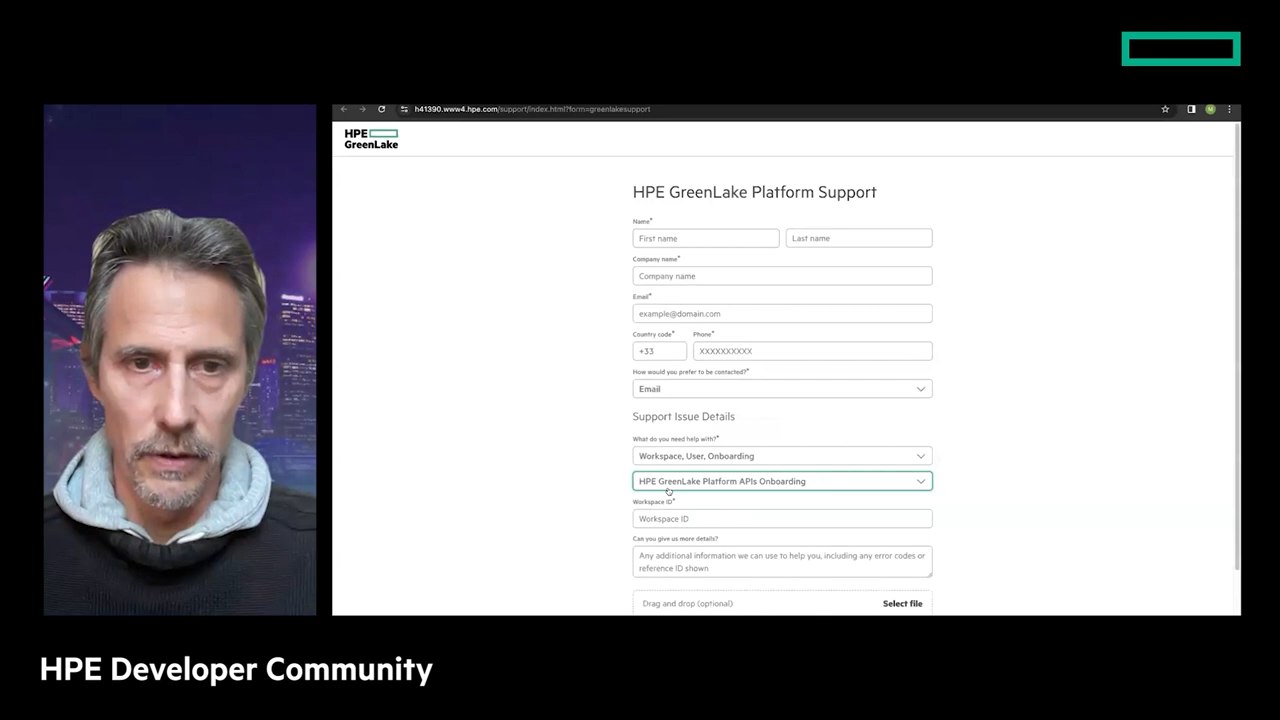 h41390.www4.hpe.com/support/index.html?form=greenlakesupport
HPE
GreenLake
HPE GreenLake Platform Support
Name*
First name
Last name
Company name*
Company name
Email*
example@domain.com
Country code*
Phone*
+33
XXXXXXXXXX
How would you prefer to be contacted?*
Email
Support Issue Details
What do you need help with?*
Workspace, User, Onboarding
HPE GreenLake Platform APIs Onboarding
Workspace ID*
Workspace ID
Can you give us more details?
Any additional information we can use to help you, including any error codes or
reference ID shown
Drag and drop (optional)
Select file
HPE Developer Community